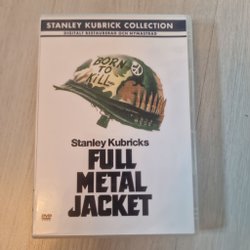 STANLEY KUBRICK COLLECTION
DIGITALT RESTAURERAD OCH NYMASTRAD
BORN TO
KILL
Stanley Kubricks
FULL
METAL
JACKET
DVD